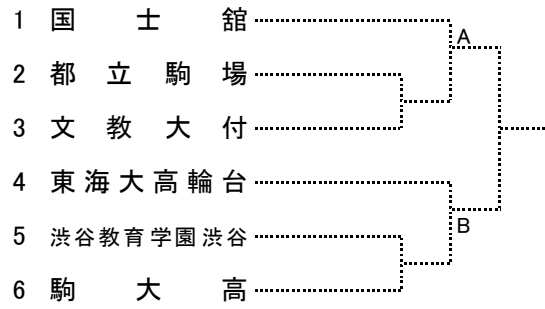 1 国士舘
A
2 都立駒場
3 文教大付
4 東海大高輪台
B
5 渋谷教育学園渋谷
6 駒大高